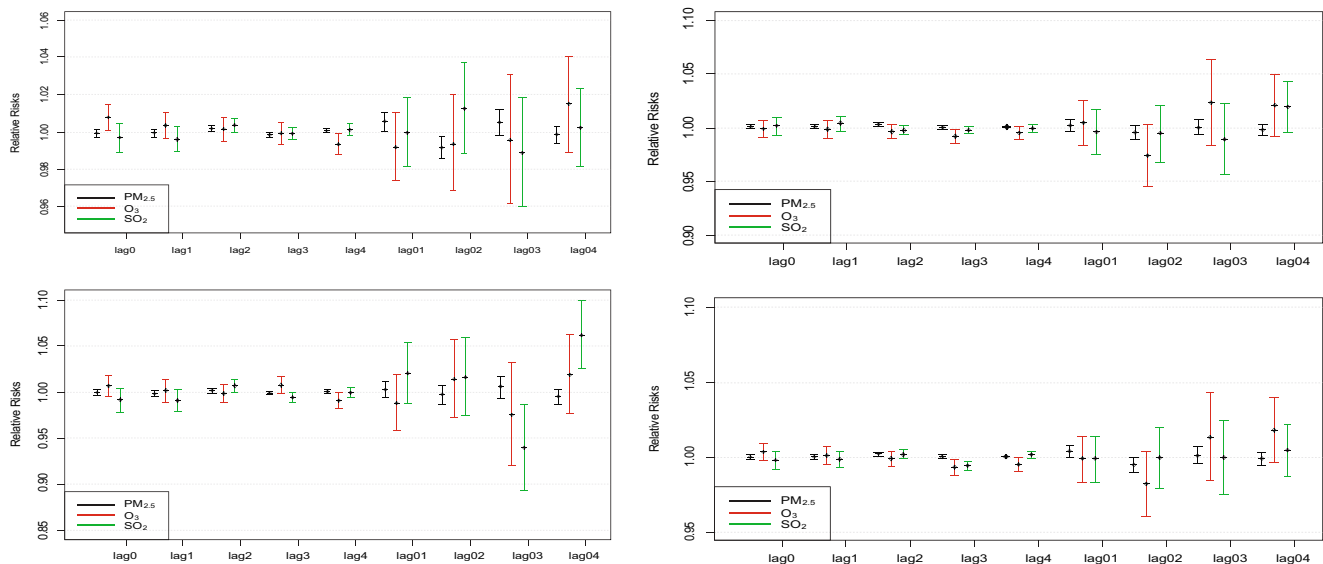 Relative Risks
1.06
1.04
1.02
1.00
0.98
0.96
PM2.5
O3
SO2
lag0 lag1 lag2 lag3 lag4 lag01 lag02 lag03 lag04
Relative Risks
1.10
1.05
1.00
0.95
0.90
PM2.5
O3
SO2
lag0 lag1 lag2 lag3 lag4 lag01 lag02 lag03 lag04
Relative Risks
1.10
1.05
1.00
0.95
0.90
0.85
PM2.5
O3
SO2
lag0 lag1 lag2 lag3 lag4 lag01 lag02 lag03 lag04
Relative Risks
1.10
1.05
1.00
0.95
PM2.5
O3
SO2
lag0 lag1 lag2 lag3 lag4 lag01 lag02 lag03 lag04